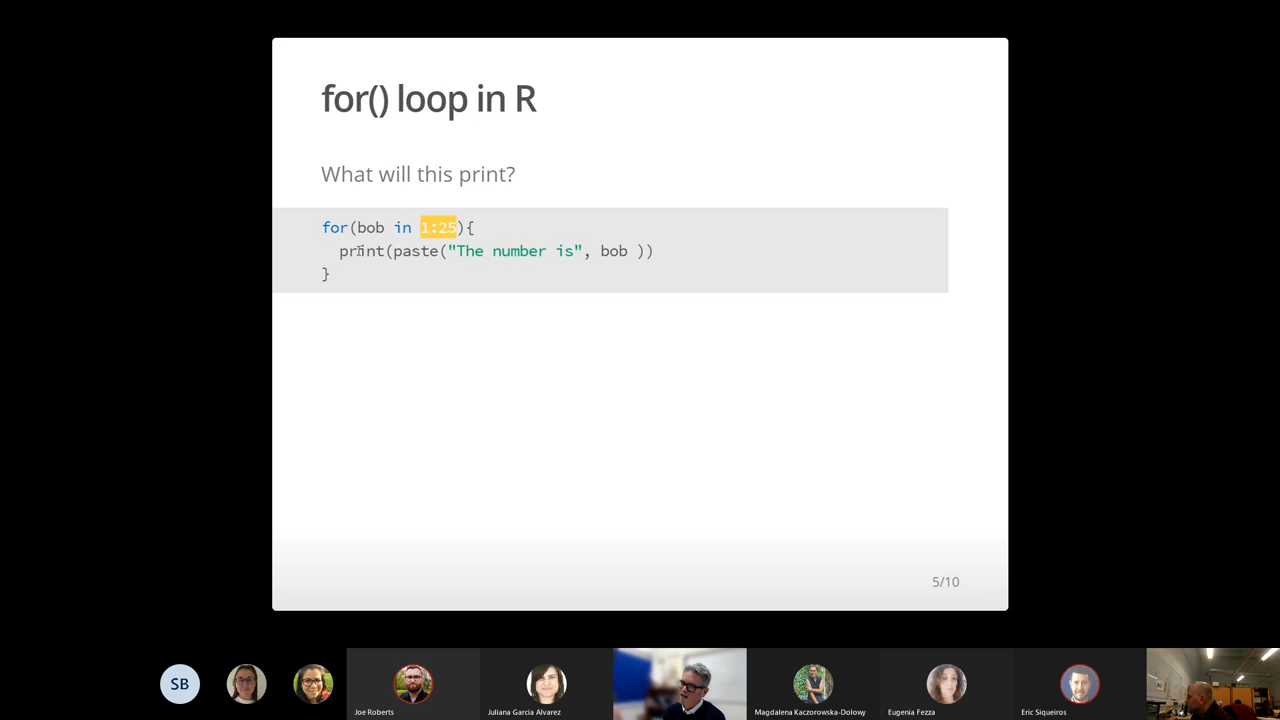 for() loop in R
What will this print?
for(bob in 1:25){
  print(paste("The number is", bob ))
}
5/10
SB
Joe Roberts
Juliana Garcia Alvarez
Magdalena Kaczorowska-Dolowy
Eugenia Fezza
Eric Siqueiros